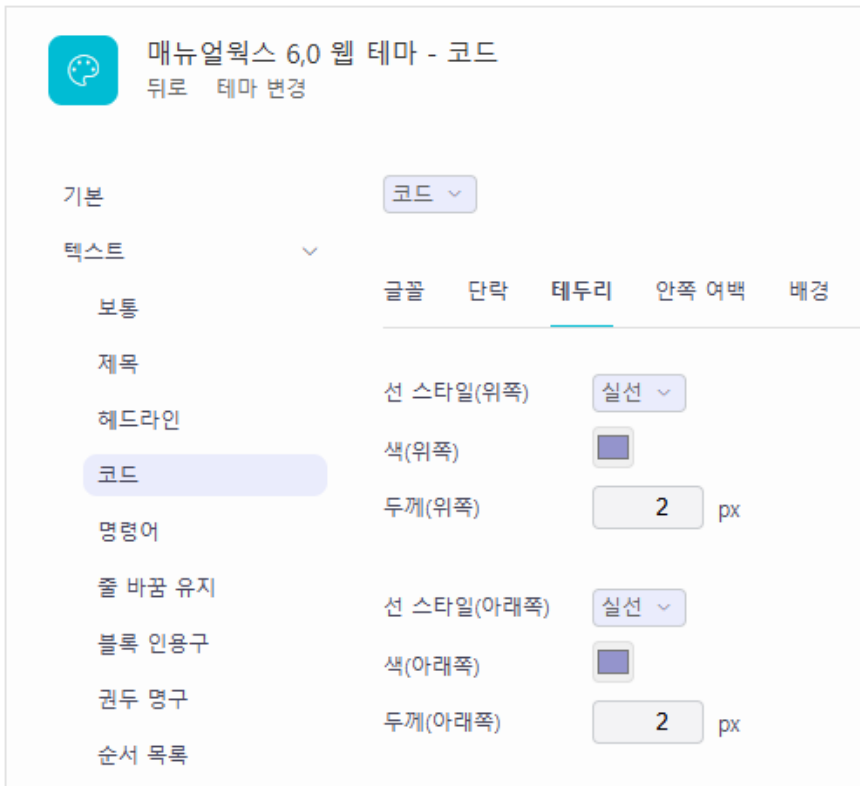 매뉴얼웍스 6,0 웹 테마 - 코드
뒤로 테마 변경
기본
텍스트
보통
제목
헤드라인
코드
명령어
줄 바꿈 유지
블록 인용구
권두 명구
순서 목록
코드
글꼴 단락 테두리 안쪽 여백 배경
선 스타일(위쪽) 실선
색(위쪽)
두께(위쪽) 2 px
선 스타일(아래쪽) 실선
색(아래쪽)
두께(아래쪽) 2 px